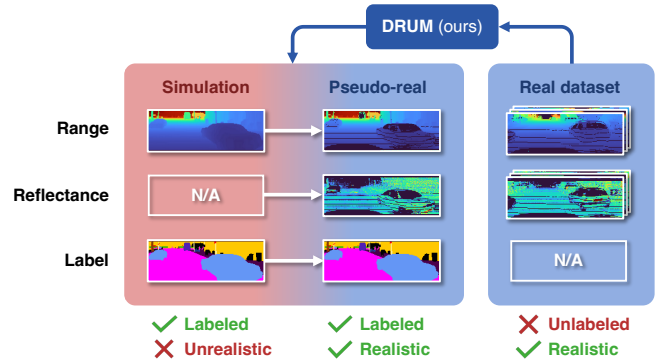 DRUM (ours)
Simulation
Pseudo-real
Real dataset
Range
Reflectance
N/A
Label
N/A
Labeled
Labeled
Unlabeled
Unrealistic
Realistic
Realistic